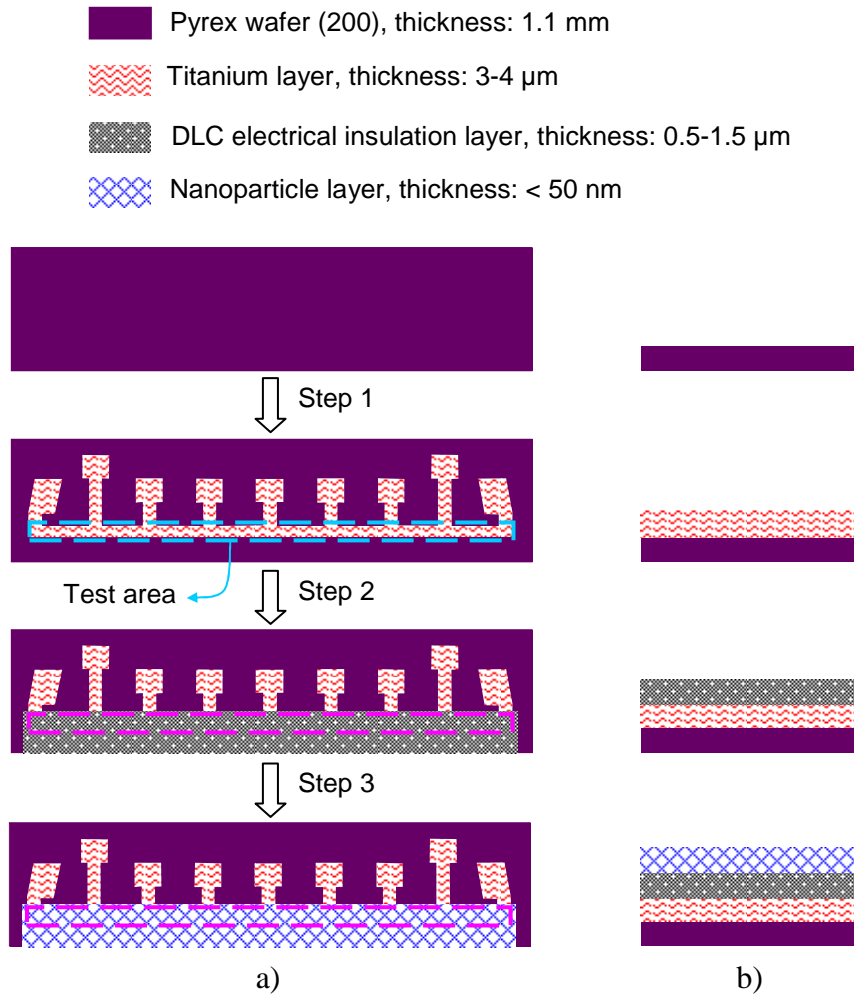 Pyrex wafer (200), thickness: 1.1 mm
Titanium layer, thickness: 3-4 µm
DLC electrical insulation layer, thickness: 0.5-1.5 µm
Nanoparticle layer, thickness: < 50 nm
Step 1
Test area
Step 2
Step 3
a)
b)